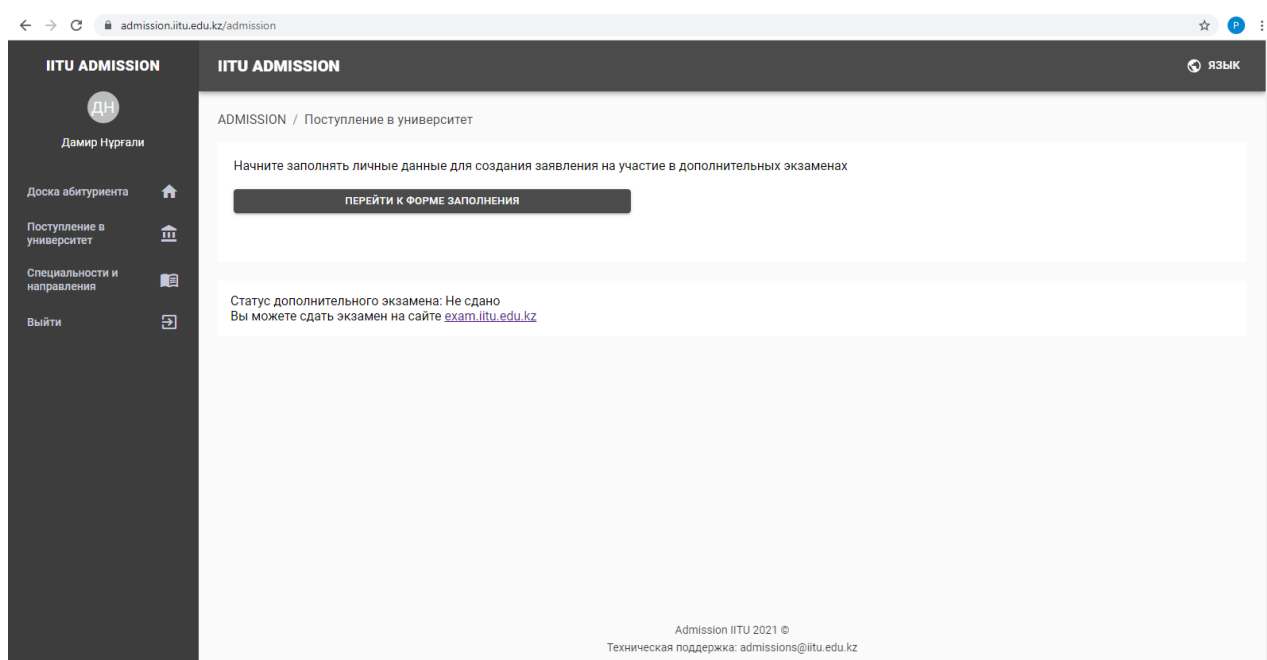 admission.iitu.edu.kz/admission
P
IITU ADMISSION
IITU ADMISSION
ЯЗЫК
ДН
Дамир Нұрғали
ADMISSION / Поступление в университет
Начните заполнять личные данные для создания заявления на участие в дополнительных экзаменах
ПЕРЕЙТИ К ФОРМЕ ЗАПОЛНЕНИЯ
Доска абитуриента
Поступление в
университет
Специальности и
направления
Выйти
Статус дополнительного экзамена: Не сдано
Вы можете сдать экзамен на сайте exam.iitu.edu.kz
Admission IITU 2021 ©
Техническая поддержка: admissions@iitu.edu.kz